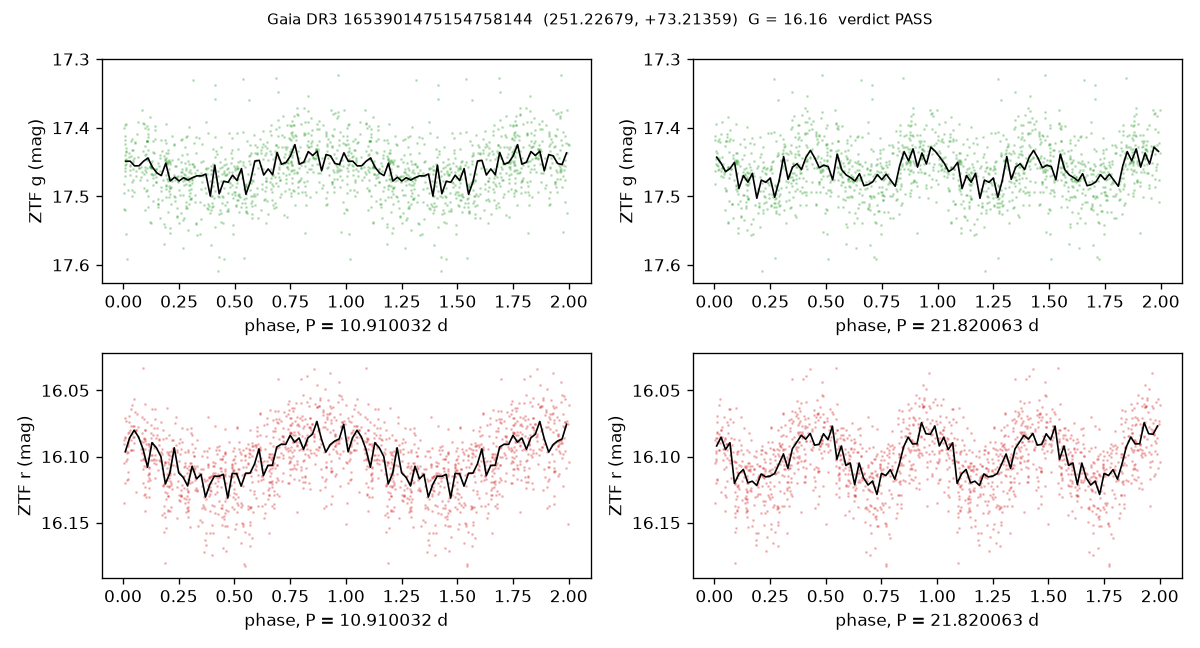 Gaia DR3 1653901475154758144  (251.22679, +73.21359)  G = 16.16  verdict PASS
17.3
17.4
17.5
17.6
ZTF g (mag)
0.00 0.25 0.50 0.75 1.00 1.25 1.50 1.75 2.00
phase, P = 10.910032 d
17.3
17.4
17.5
17.6
ZTF g (mag)
0.00 0.25 0.50 0.75 1.00 1.25 1.50 1.75 2.00
phase, P = 21.820063 d
16.05
16.10
16.15
ZTF r (mag)
0.00 0.25 0.50 0.75 1.00 1.25 1.50 1.75 2.00
phase, P = 10.910032 d
16.05
16.10
16.15
ZTF r (mag)
0.00 0.25 0.50 0.75 1.00 1.25 1.50 1.75 2.00
phase, P = 21.820063 d